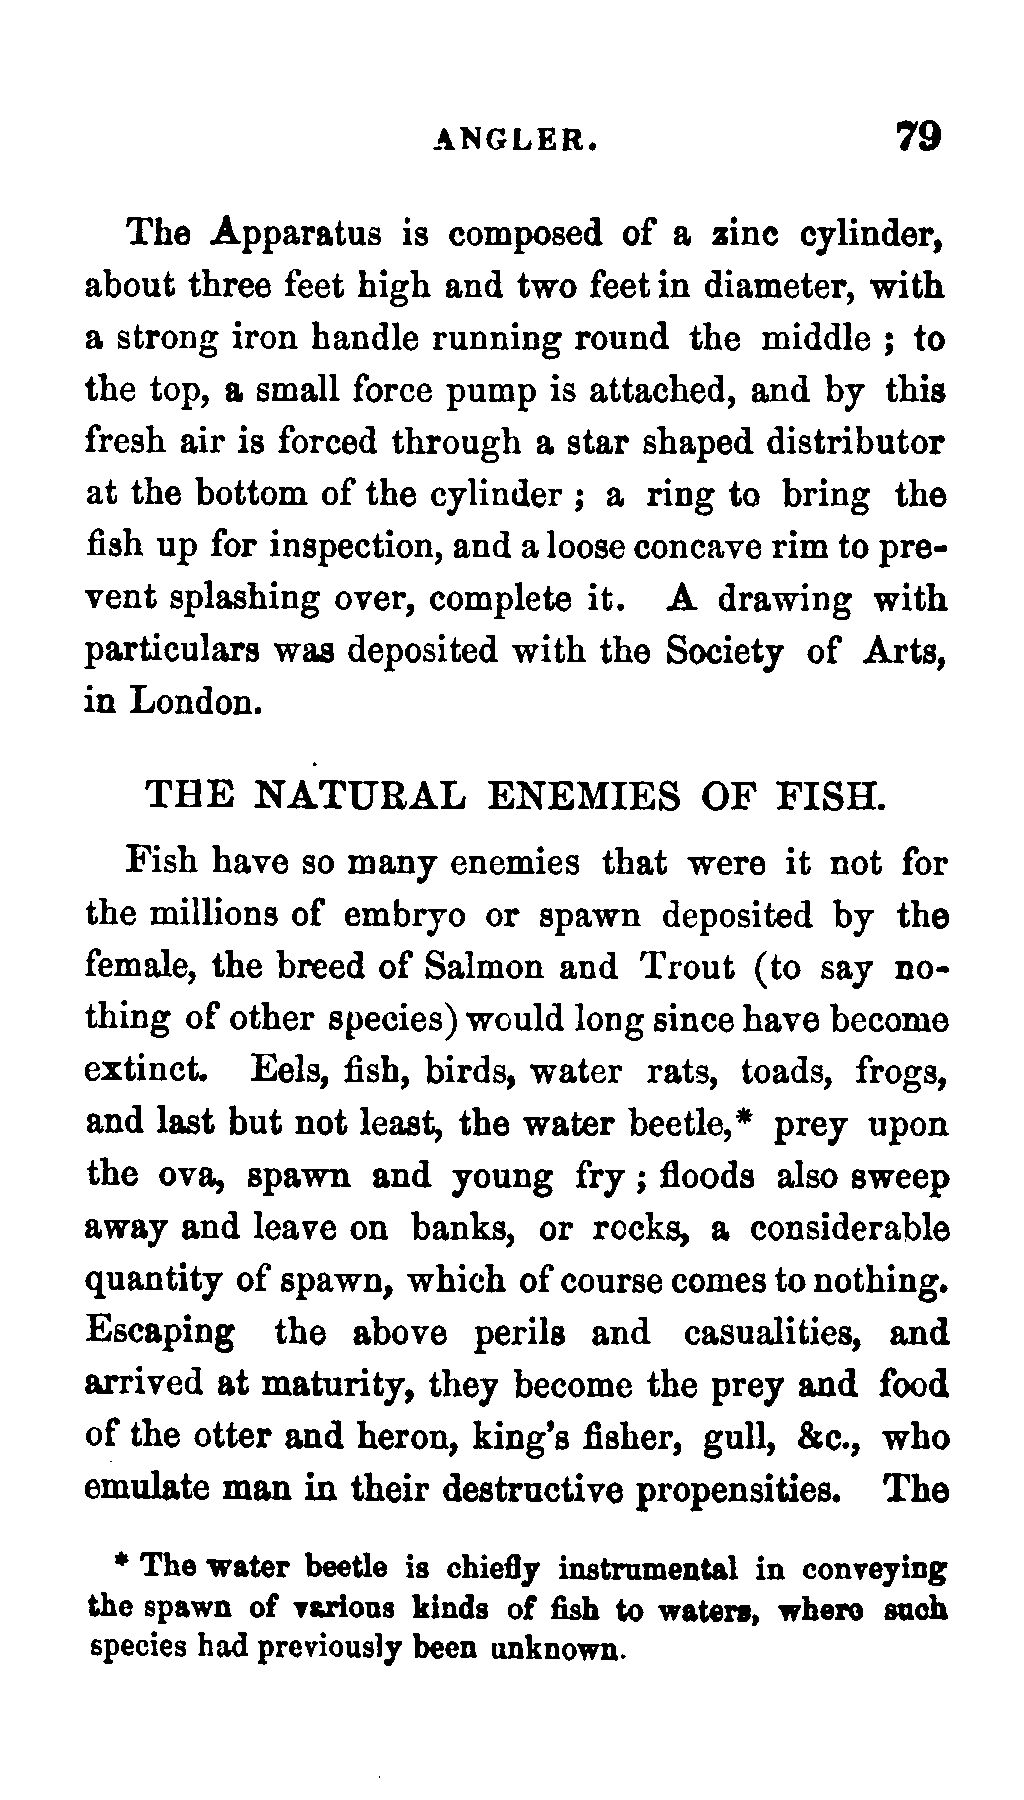 ANGLER. 79
The Apparatus is composed of a zinc cylinder,
about three feet high and two feet in diameter, with
a strong iron handle running round the middle ; to
the top, a small force pump is attached, and by this
fresh air is forced through a star shaped distributor
at the bottom of the cylinder ; a ring to bring the
fish up for inspection, and a loose concave rim to pre-
vent splashing over, complete it. A drawing with
particulars was deposited with the Society of Arts,
in London.
THE NATURAL ENEMIES OF FISH.
Fish have so many enemies that were it not for
the millions of embryo or spawn deposited by the
female, the breed of Salmon and Trout (to say no-
thing of other species) would long since have become
extinct. Eels, fish, birds, water rats, toads, frogs,
and last but not least, the water beetle,* prey upon
the ova, spawn and young fry ; floods also sweep
away and leave on banks, or rocks, a considerable
quantity of spawn, which of course comes to nothing.
Escaping the above perils and casualities, and
arrived at maturity, they become the prey and food
of the otter and heron, king's fisher, gull, &c., who
emulate man in their destructive propensities. The
* The water beetle is chiefly instrumental in conveying
the spawn of various kinds of fish to waters, where such
species had previously been unknown.